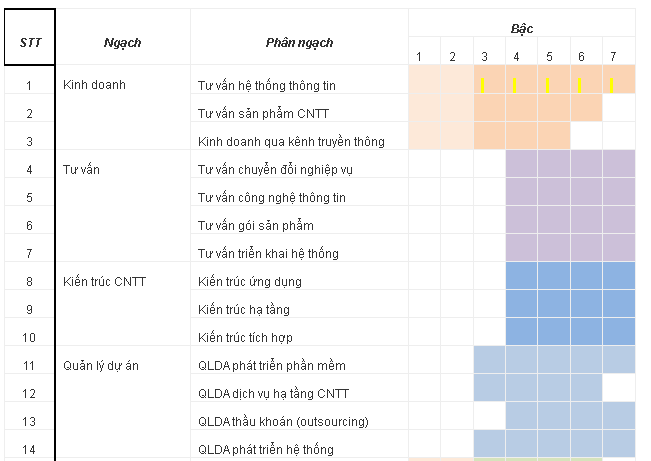 STT Ngạch Phân ngạch Bậc
1 2 3 4 5 6 7
1 Kinh doanh Tư vấn hệ thống thông tin
2 Tư vấn sản phẩm CNTT
3 Kinh doanh qua kênh truyền thông
4 Tư vấn Tư vấn chuyển đổi nghiệp vụ
5 Tư vấn công nghệ thông tin
6 Tư vấn gói sản phẩm
7 Tư vấn triển khai hệ thống
8 Kiến trúc CNTT Kiến trúc ứng dụng
9 Kiến trúc hạ tầng
10 Kiến trúc tích hợp
11 Quản lý dự án QLDA phát triển phần mềm
12 QLDA dịch vụ hạ tầng CNTT
13 QLDA thầu khoán (outsourcing)
14 QLDA phát triển hệ thống